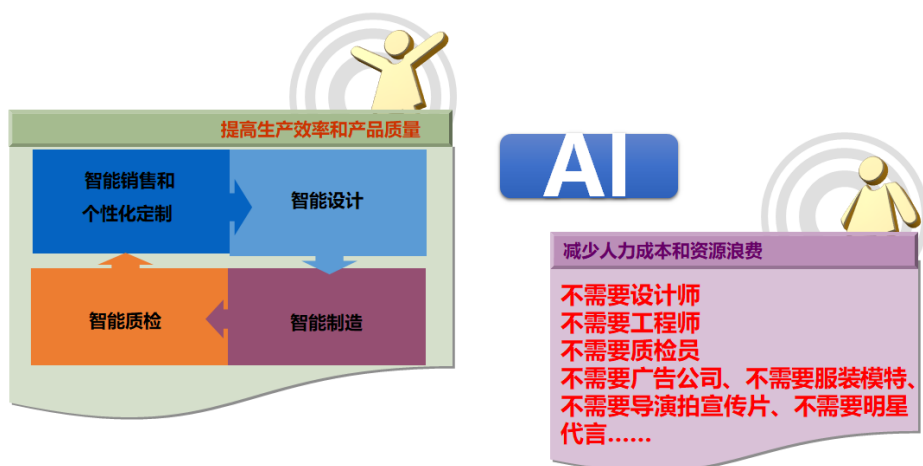 提高生产效率和产品质量
智能销售和
个性化定制
智能设计
智能质检
智能制造
AI
减少人力成本和资源浪费
不需要设计师
不需要工程师
不需要质检员
不需要广告公司、不需要服装模特、
不需要导演拍宣传片、不需要明星
代言......